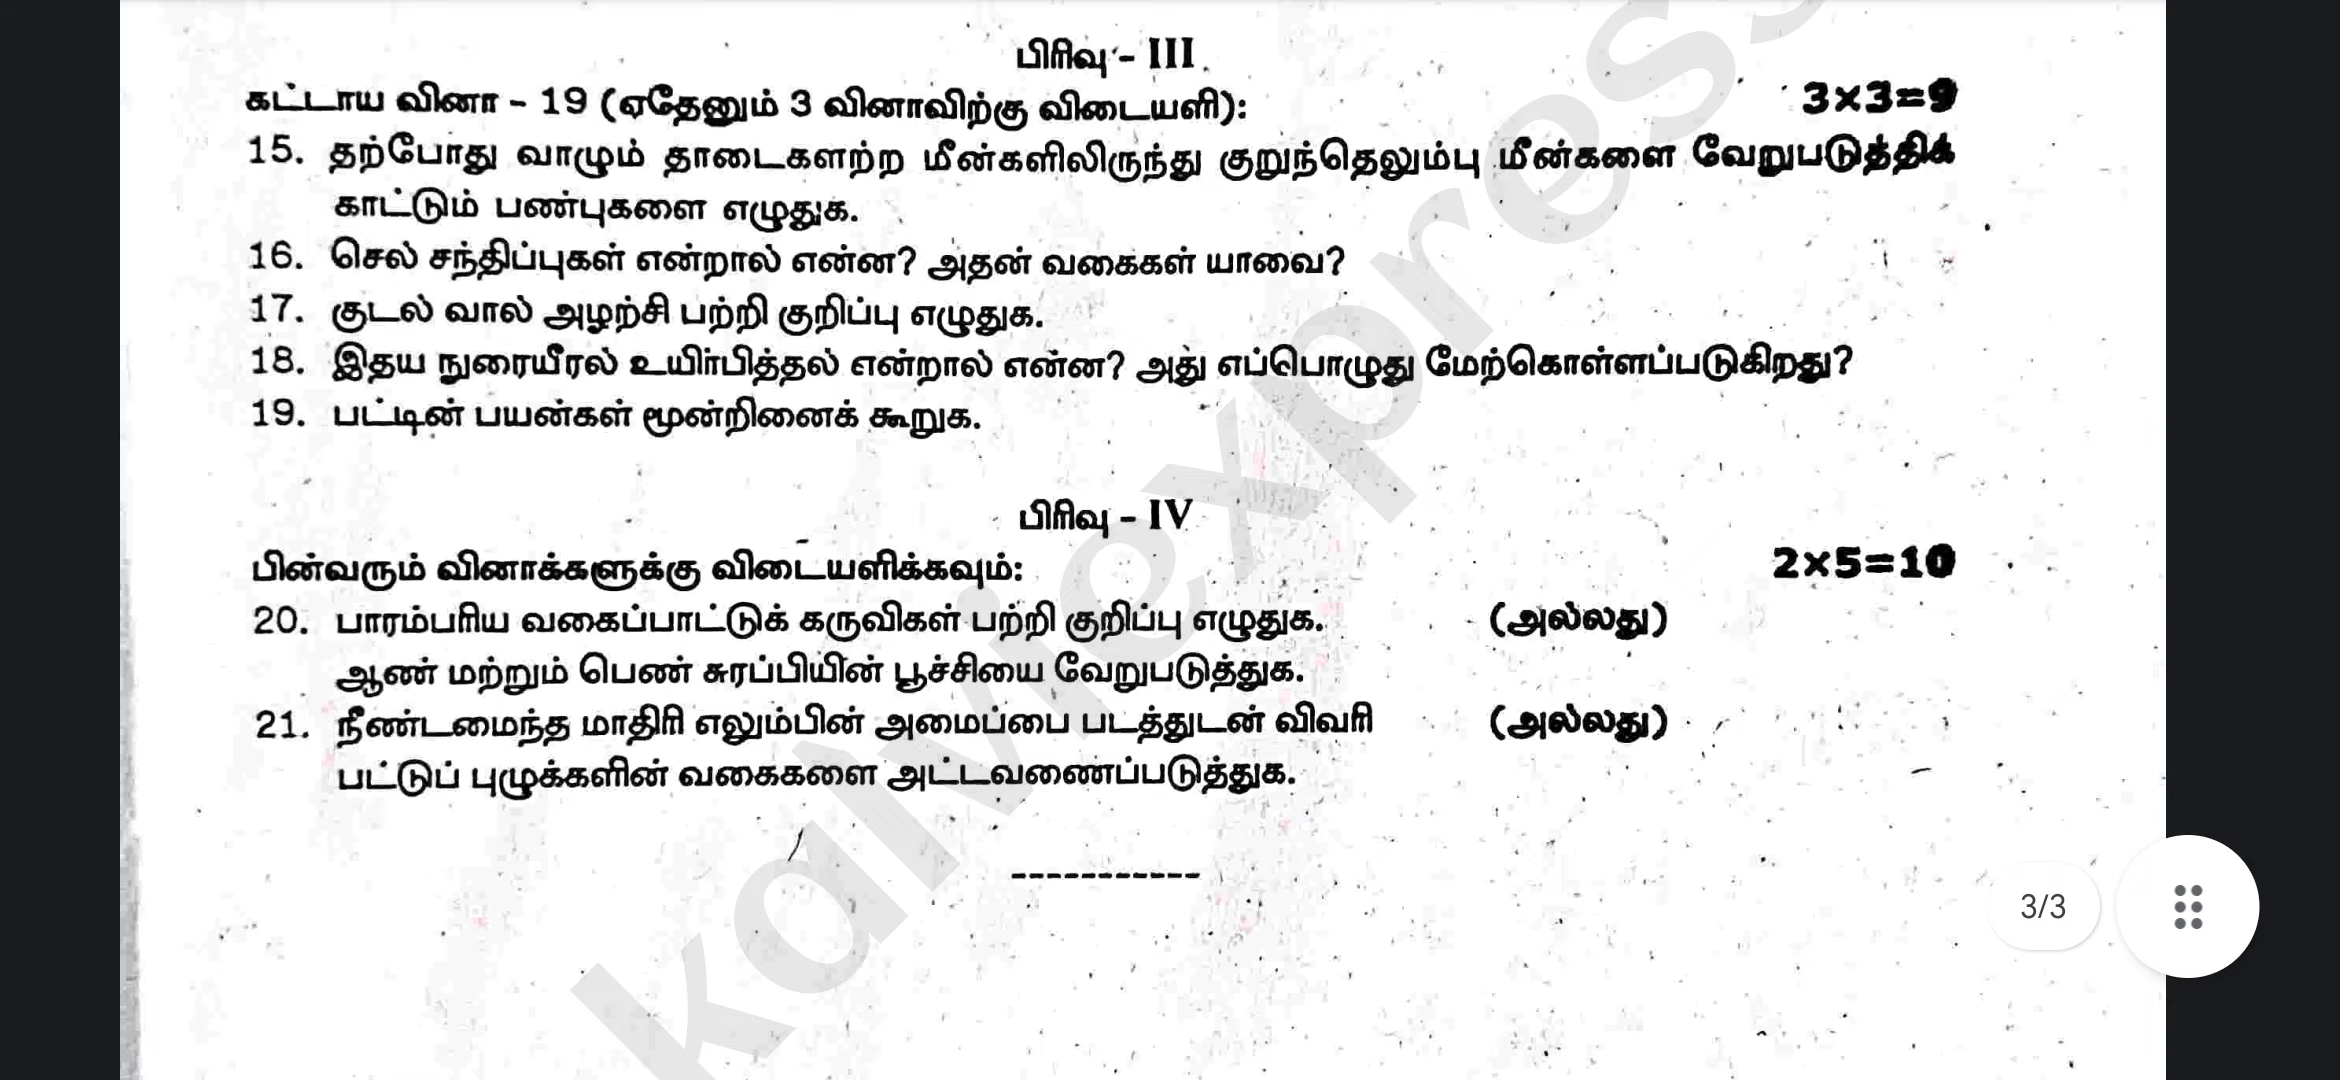 பிரிவு - III
கட்டாய வினா - 19 (ஏதேனும் 3 வினாவிற்கு விடையளி): 3×3=9
15. தற்போது வாழும் தாடைகளற்ற மீன்களிலிருந்து குறுந்தெலும்பு மீன்களை வேறுபடுத்திக்
காட்டும் பண்புகளை எழுதுக.
16. செல் சந்திப்புகள் என்றால் என்ன? அதன் வகைகள் யாவை?
17. குடல் வால் அழற்சி பற்றி குறிப்பு எழுதுக.
18. இதய நுரையீரல் உயிர்பித்தல் என்றால் என்ன? அது எப்பொழுது மேற்கொள்ளப்படுகிறது?
19. பட்டின் பயன்கள் மூன்றினைக் கூறுக.
பிரிவு - IV
பின்வரும் வினாக்களுக்கு விடையளிக்கவும்: 2×5=10
20. பாரம்பரிய வகைப்பாட்டுக் கருவிகள் பற்றி குறிப்பு எழுதுக. (அல்லது)
ஆண் மற்றும் பெண் சுரப்பியின் பூச்சியை வேறுபடுத்துக.
21. நீண்டமைந்த மாதிரி எலும்பின் அமைப்பை படத்துடன் விவரி (அல்லது)
பட்டுப் புழுக்களின் வகைகளை அட்டவணைப்படுத்துக.
-----------
3/3
kalviexpress